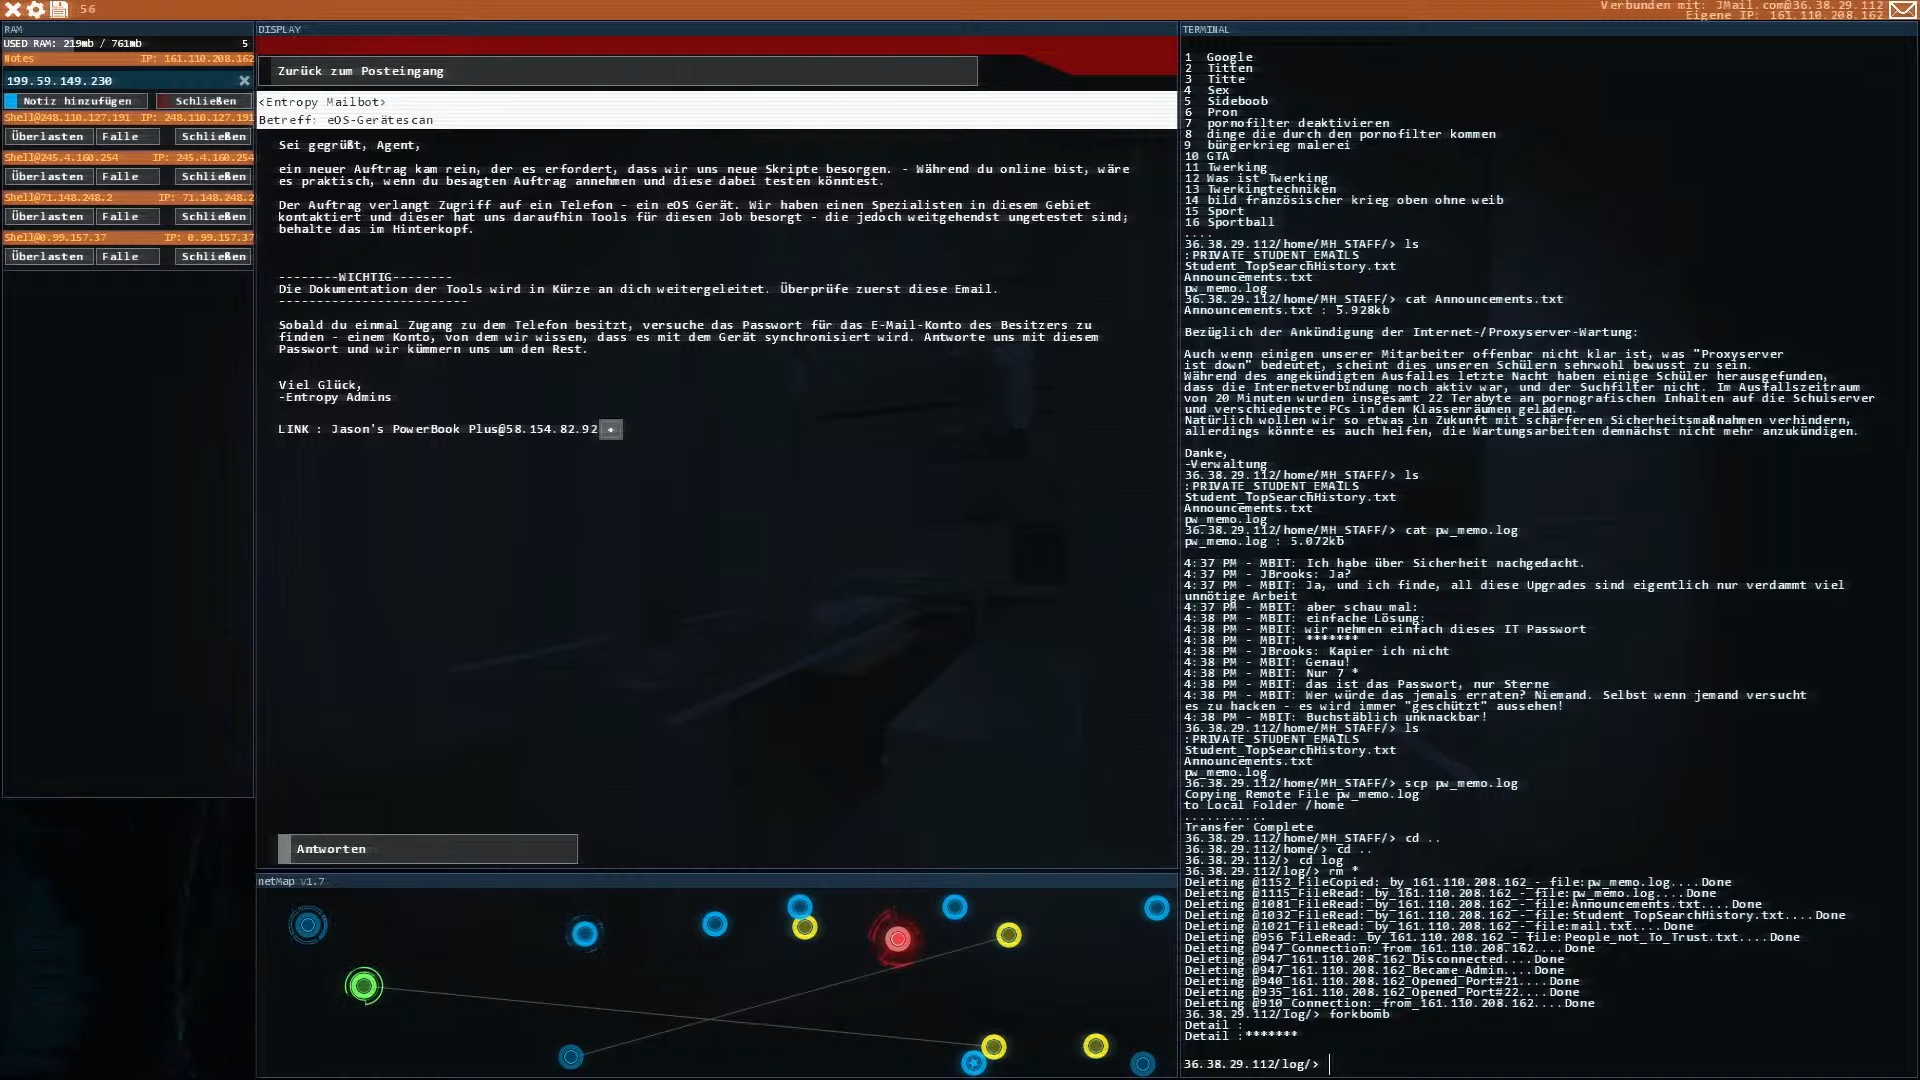 56
Verbunden mit: JMail.com@36.38.29.112
Eigene IP: 161.110.208.162
RAM
USED RAM: 219mb / 761mb 5
Notes IP: 161.110.208.162
199.59.149.230
Notiz hinzufügen Schließen
Shell@248.110.127.191 IP: 248.110.127.191
Überlasten Falle Schließen
Shell@245.4.160.254 IP: 245.4.160.254
Überlasten Falle Schließen
Shell@71.148.248.2 IP: 71.148.248.2
Überlasten Falle Schließen
Shell@0.99.157.37 IP: 0.99.157.37
Überlasten Falle Schließen
DISPLAY
Zurück zum Posteingang
<Entropy Mailbot>
Betreff: eOS-Gerätescan
Sei gegrüßt, Agent,
ein neuer Auftrag kam rein, der es erfordert, dass wir uns neue Skripte besorgen. - Während du online bist, wäre
es praktisch, wenn du besagten Auftrag annehmen und diese dabei testen könntest.
Der Auftrag verlangt Zugriff auf ein Telefon - ein eOS Gerät. Wir haben einen Spezialisten in diesem Gebiet
kontaktiert und dieser hat uns daraufhin Tools für diesen Job besorgt - die jedoch weitgehendst ungetestet sind;
behalte das im Hinterkopf.
--------WICHTIG--------
Die Dokumentation der Tools wird in Kürze an dich weitergeleitet. Überprüfe zuerst diese Email.
-------------------------
Sobald du einmal Zugang zu dem Telefon besitzt, versuche das Passwort für das E-Mail-Konto des Besitzers zu
finden - einem Konto, von dem wir wissen, dass es mit dem Gerät synchronisiert wird. Antworte uns mit diesem
Passwort und wir kümmern uns um den Rest.
Viel Glück,
-Entropy Admins
LINK : Jason's PowerBook Plus@58.154.82.92 +
Antworten
netMap v1.7
TERMINAL
1 Google
2 Titten
3 Titte
4 Sex
5 Sideboob
6 Pron
7 pornofilter deaktivieren
8 dinge die durch den pornofilter kommen
9 bürgerkrieg malerei
10 GTA
11 Twerking
12 Was ist Twerking
13 Twerkingtechniken
14 bild französischer krieg oben ohne weib
15 Sport
16 Sportball
....
36.38.29.112/home/MH_STAFF/> ls
:PRIVATE_STUDENT_EMAILS
Student_TopSearchHistory.txt
Announcements.txt
pw_memo.log
36.38.29.112/home/MH_STAFF/> cat Announcements.txt
Announcements.txt : 5.928kb
Bezüglich der Ankündigung der Internet-/Proxyserver-Wartung:
Auch wenn einigen unserer Mitarbeiter offenbar nicht klar ist, was "Proxyserver
ist down" bedeutet, scheint dies unseren Schülern sehrwohl bewusst zu sein.
Während des angekündigten Ausfalles letzte Nacht haben einige Schüler herausgefunden,
dass die Internetverbindung noch aktiv war, und der Suchfilter nicht. Im Ausfallszeitraum
von 20 Minuten wurden insgesamt 22 Terabyte an pornografischen Inhalten auf die Schulserver
und verschiedenste PCs in den Klassenräumen geladen.
Natürlich wollen wir so etwas in Zukunft mit schärferen Sicherheitsmaßnahmen verhindern,
allerdings könnte es auch helfen, die Wartungsarbeiten demnächst nicht mehr anzukündigen.
Danke,
-Verwaltung
36.38.29.112/home/MH_STAFF/> ls
:PRIVATE_STUDENT_EMAILS
Student_TopSearchHistory.txt
Announcements.txt
pw_memo.log
36.38.29.112/home/MH_STAFF/> cat pw_memo.log
pw_memo.log : 5.072kb
4:37 PM - MBIT: Ich habe über Sicherheit nachgedacht.
4:37 PM - JBrooks: Ja?
4:37 PM - MBIT: Ja, und ich finde, all diese Upgrades sind eigentlich nur verdammt viel
unnötige Arbeit
4:37 PM - MBIT: aber schau mal:
4:38 PM - MBIT: einfache Lösung:
4:38 PM - MBIT: wir nehmen einfach dieses IT Passwort
4:38 PM - MBIT: *******
4:38 PM - JBrooks: Kapier ich nicht
4:38 PM - MBIT: Genau!
4:38 PM - MBIT: Nur 7 *
4:38 PM - MBIT: das ist das Passwort, nur Sterne
4:38 PM - MBIT: Wer würde das jemals erraten? Niemand. Selbst wenn jemand versucht
es zu hacken - es wird immer "geschützt" aussehen!
4:38 PM - MBIT: Buchstäblich unknackbar!
36.38.29.112/home/MH_STAFF/> ls
:PRIVATE_STUDENT_EMAILS
Student_TopSearchHistory.txt
Announcements.txt
pw_memo.log
36.38.29.112/home/MH_STAFF/> scp pw_memo.log
Copying Remote File pw_memo.log
to Local Folder /home
...........
Transfer Complete
36.38.29.112/home/MH_STAFF/> cd ..
36.38.29.112/home/> cd ..
36.38.29.112/> cd log
36.38.29.112/log/> rm *
Deleting @1152_FileCopied:_by_161.110.208.162_-_file:pw_memo.log....Done
Deleting @1115_FileRead:_by_161.110.208.162_-_file:pw_memo.log....Done
Deleting @1081_FileRead:_by_161.110.208.162_-_file:Announcements.txt....Done
Deleting @1032_FileRead:_by_161.110.208.162_-_file:Student_TopSearchHistory.txt....Done
Deleting @1021_FileRead:_by_161.110.208.162_-_file:mail.txt....Done
Deleting @956_FileRead:_by_161.110.208.162_-_file:People_not_To_Trust.txt....Done
Deleting @947_Connection:_from_161.110.208.162....Done
Deleting @947_161.110.208.162_Disconnected....Done
Deleting @947_161.110.208.162_Became_Admin....Done
Deleting @940_161.110.208.162_Opened_Port#21....Done
Deleting @935_161.110.208.162_Opened_Port#22....Done
Deleting @910_Connection:_from_161.110.208.162....Done
36.38.29.112/log/> forkbomb
Detail :
Detail :*******
36.38.29.112/log/>